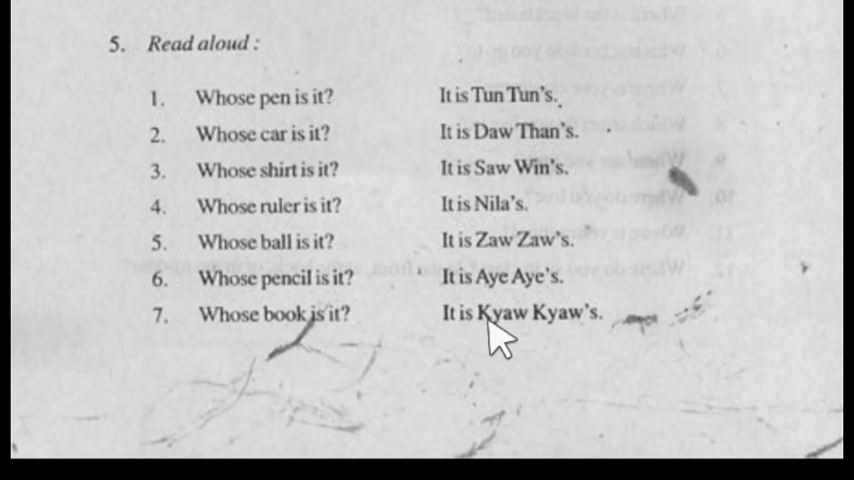 5. Read aloud :
1. Whose pen is it? It is Tun Tun's.
2. Whose car is it? It is Daw Than's.
3. Whose shirt is it? It is Saw Win's.
4. Whose ruler is it? It is Nila's.
5. Whose ball is it? It is Zaw Zaw's.
6. Whose pencil is it? It is Aye Aye's.
7. Whose book is it? It is Kyaw Kyaw's.